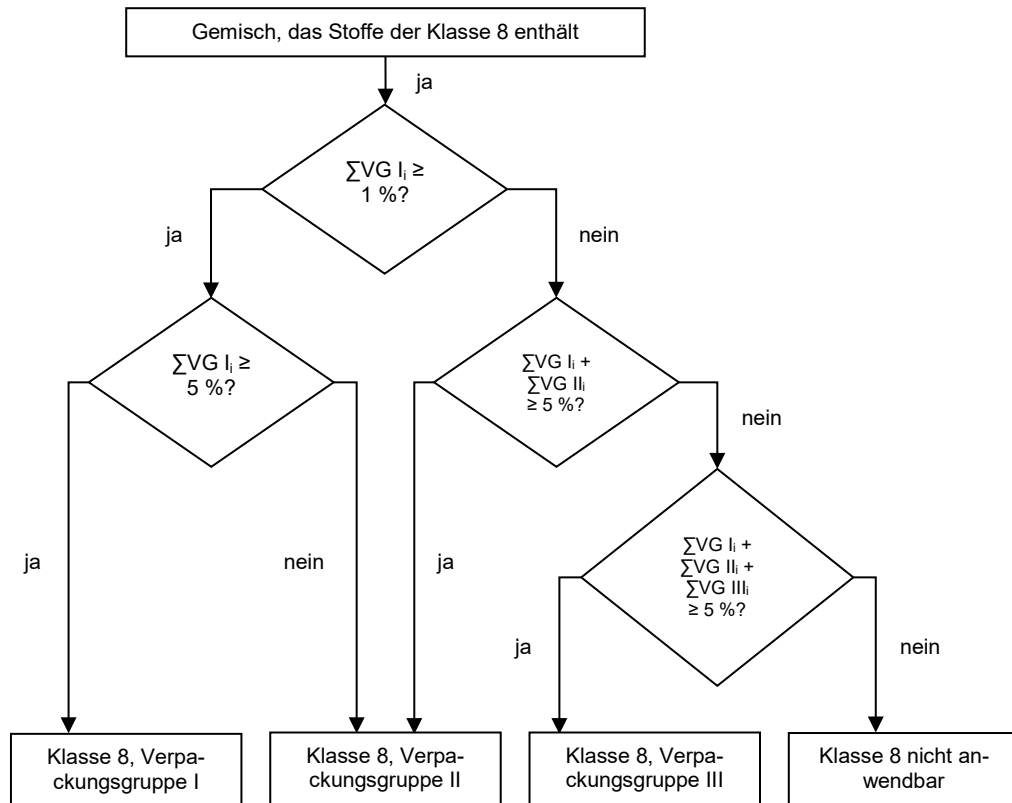 Gemisch, das Stoffe der Klasse 8 enthält
ja
∑VG Iᵢ ≥
1 %?
ja
nein
∑VG Iᵢ ≥
5 %?
∑VG Iᵢ +
∑VG IIᵢ
≥ 5 %?
nein
∑VG Iᵢ +
∑VG IIᵢ +
∑VG IIIᵢ
≥ 5 %?
ja
nein
ja
ja
nein
Klasse 8, Verpa-
ckungsgruppe I
Klasse 8, Verpa-
ckungsgruppe II
Klasse 8, Verpa-
ckungsgruppe III
Klasse 8 nicht an-
wendbar